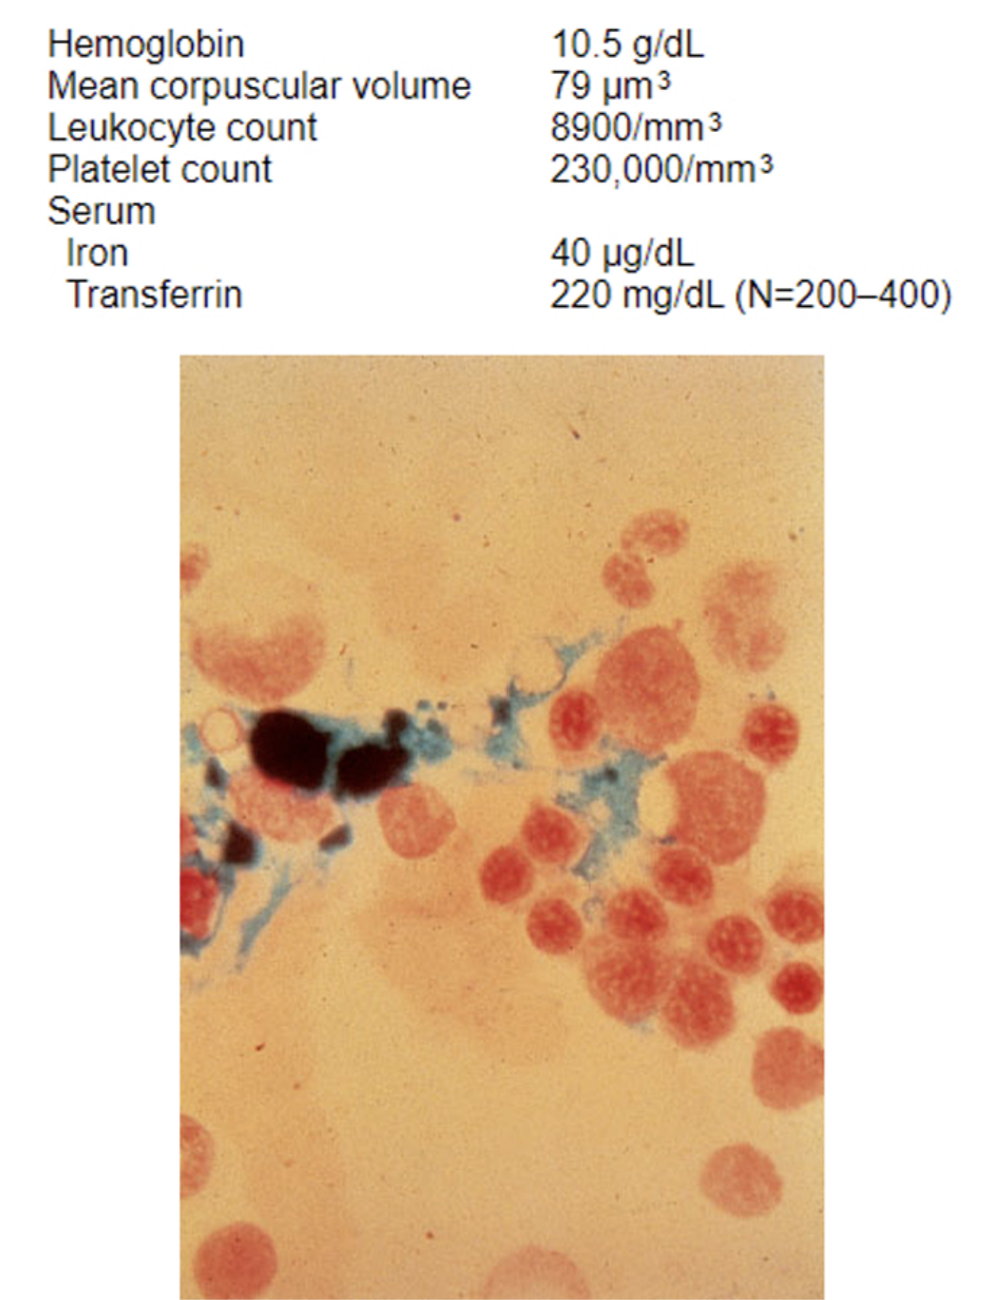 Hemoglobin 10.5 g/dL
Mean corpuscular volume 79 µm³
Leukocyte count 8900/mm³
Platelet count 230,000/mm³
Serum
Iron 40 µg/dL
Transferrin 220 mg/dL (N=200–400)